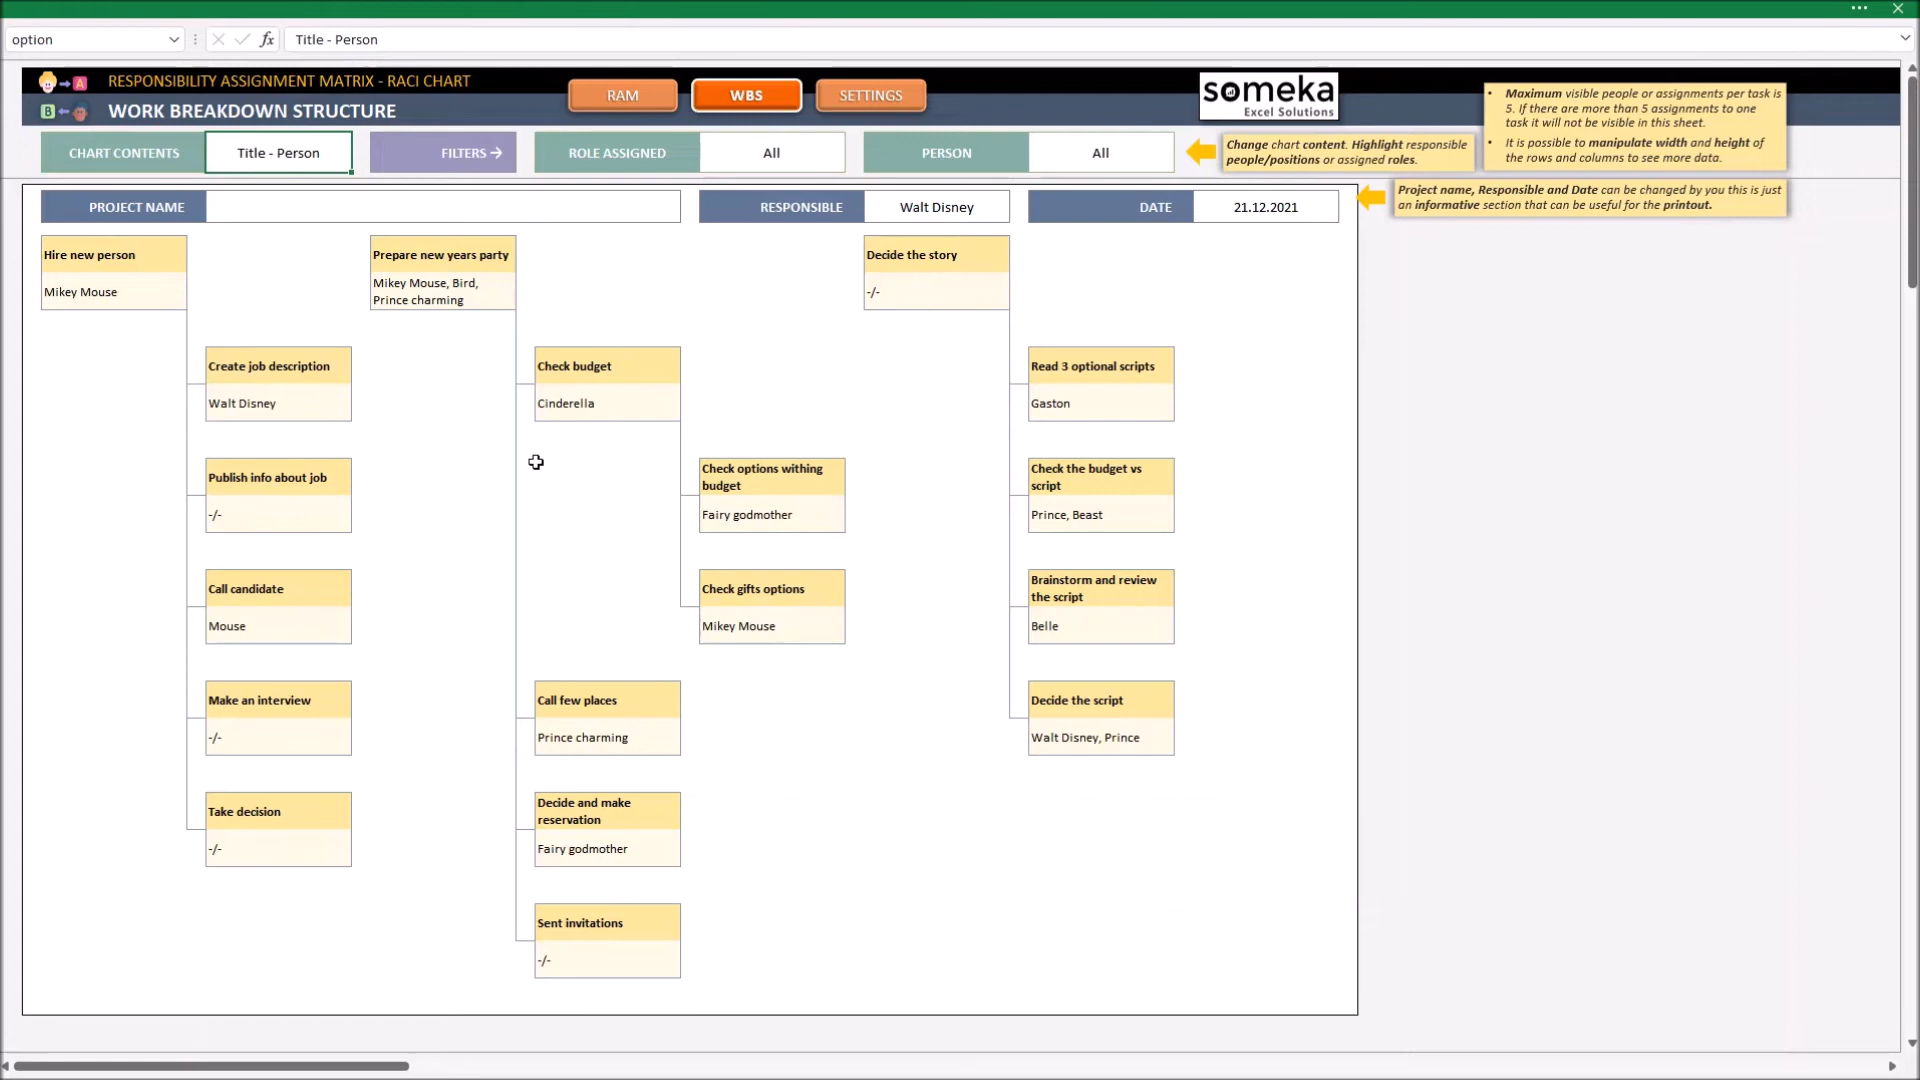 option
fx
Title - Person
RESPONSIBILITY ASSIGNMENT MATRIX - RACI CHART
A
RAM
WBS
SETTINGS
someka
Excel Solutions
B
WORK BREAKDOWN STRUCTURE
• Maximum visible people or assignments per task is
5. If there are more than 5 assignments to one
task it will not be visible in this sheet.
• It is possible to manipulate width and height of
the rows and columns to see more data.
CHART CONTENTS
Title - Person
FILTERS →
ROLE ASSIGNED
All
PERSON
All
Change chart content. Highlight responsible
people/positions or assigned roles.
PROJECT NAME
RESPONSIBLE
Walt Disney
DATE
21.12.2021
Project name, Responsible and Date can be changed by you this is just
an informative section that can be useful for the printout.
Hire new person
Mikey Mouse
Create job description
Walt Disney
Publish info about job
-/-
Call candidate
Mouse
Make an interview
-/-
Take decision
-/-
Prepare new years party
Mikey Mouse, Bird,
Prince charming
Check budget
Cinderella
Check options withing
budget
Fairy godmother
Check gifts options
Mikey Mouse
Call few places
Prince charming
Decide and make
reservation
Fairy godmother
Sent invitations
-/-
Decide the story
-/-
Read 3 optional scripts
Gaston
Check the budget vs
script
Prince, Beast
Brainstorm and review
the script
Belle
Decide the script
Walt Disney, Prince